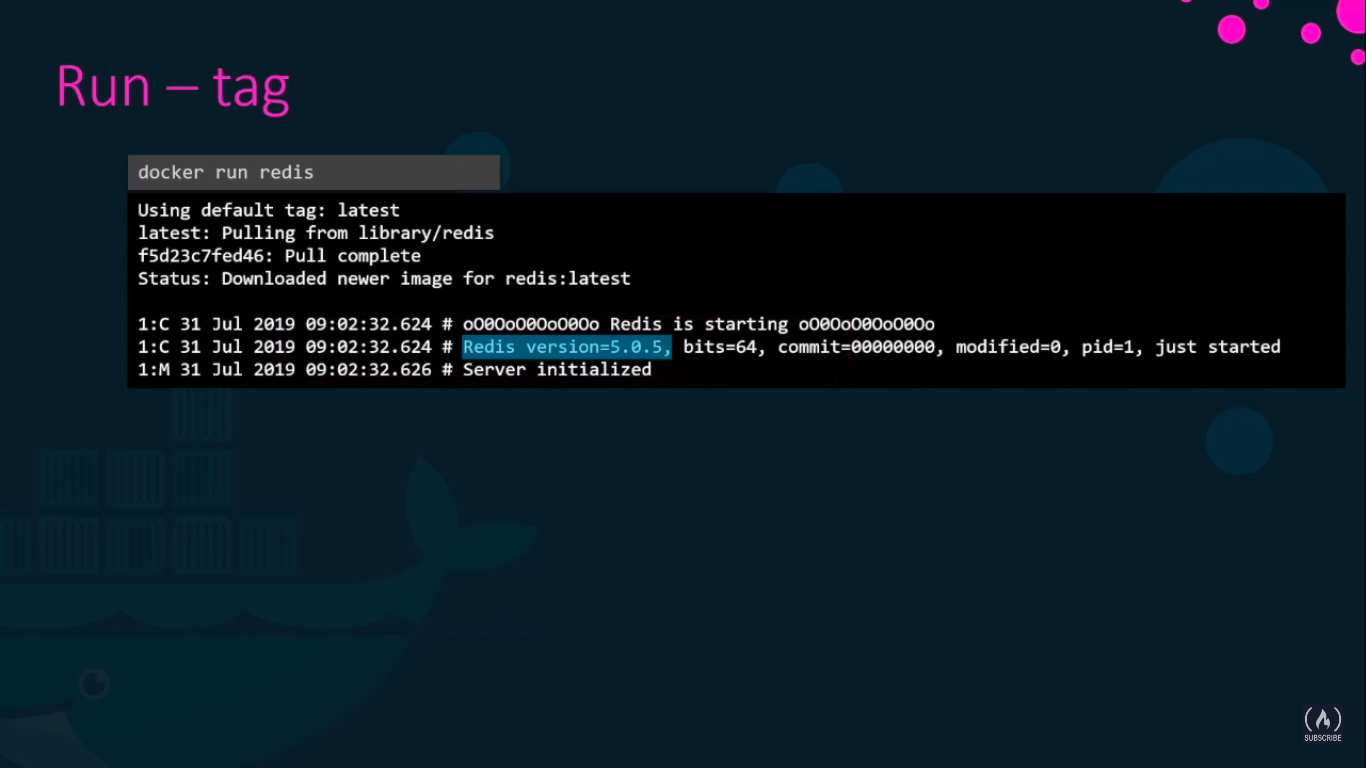 Run – tag
docker run redis
Using default tag: latest
latest: Pulling from library/redis
f5d23c7fed46: Pull complete
Status: Downloaded newer image for redis:latest
1:C 31 Jul 2019 09:02:32.624 # oO0OoO0OoO0Oo Redis is starting oO0OoO0OoO0Oo
1:C 31 Jul 2019 09:02:32.624 # Redis version=5.0.5, bits=64, commit=00000000, modified=0, pid=1, just started
1:M 31 Jul 2019 09:02:32.626 # Server initialized
SUBSCRIBE